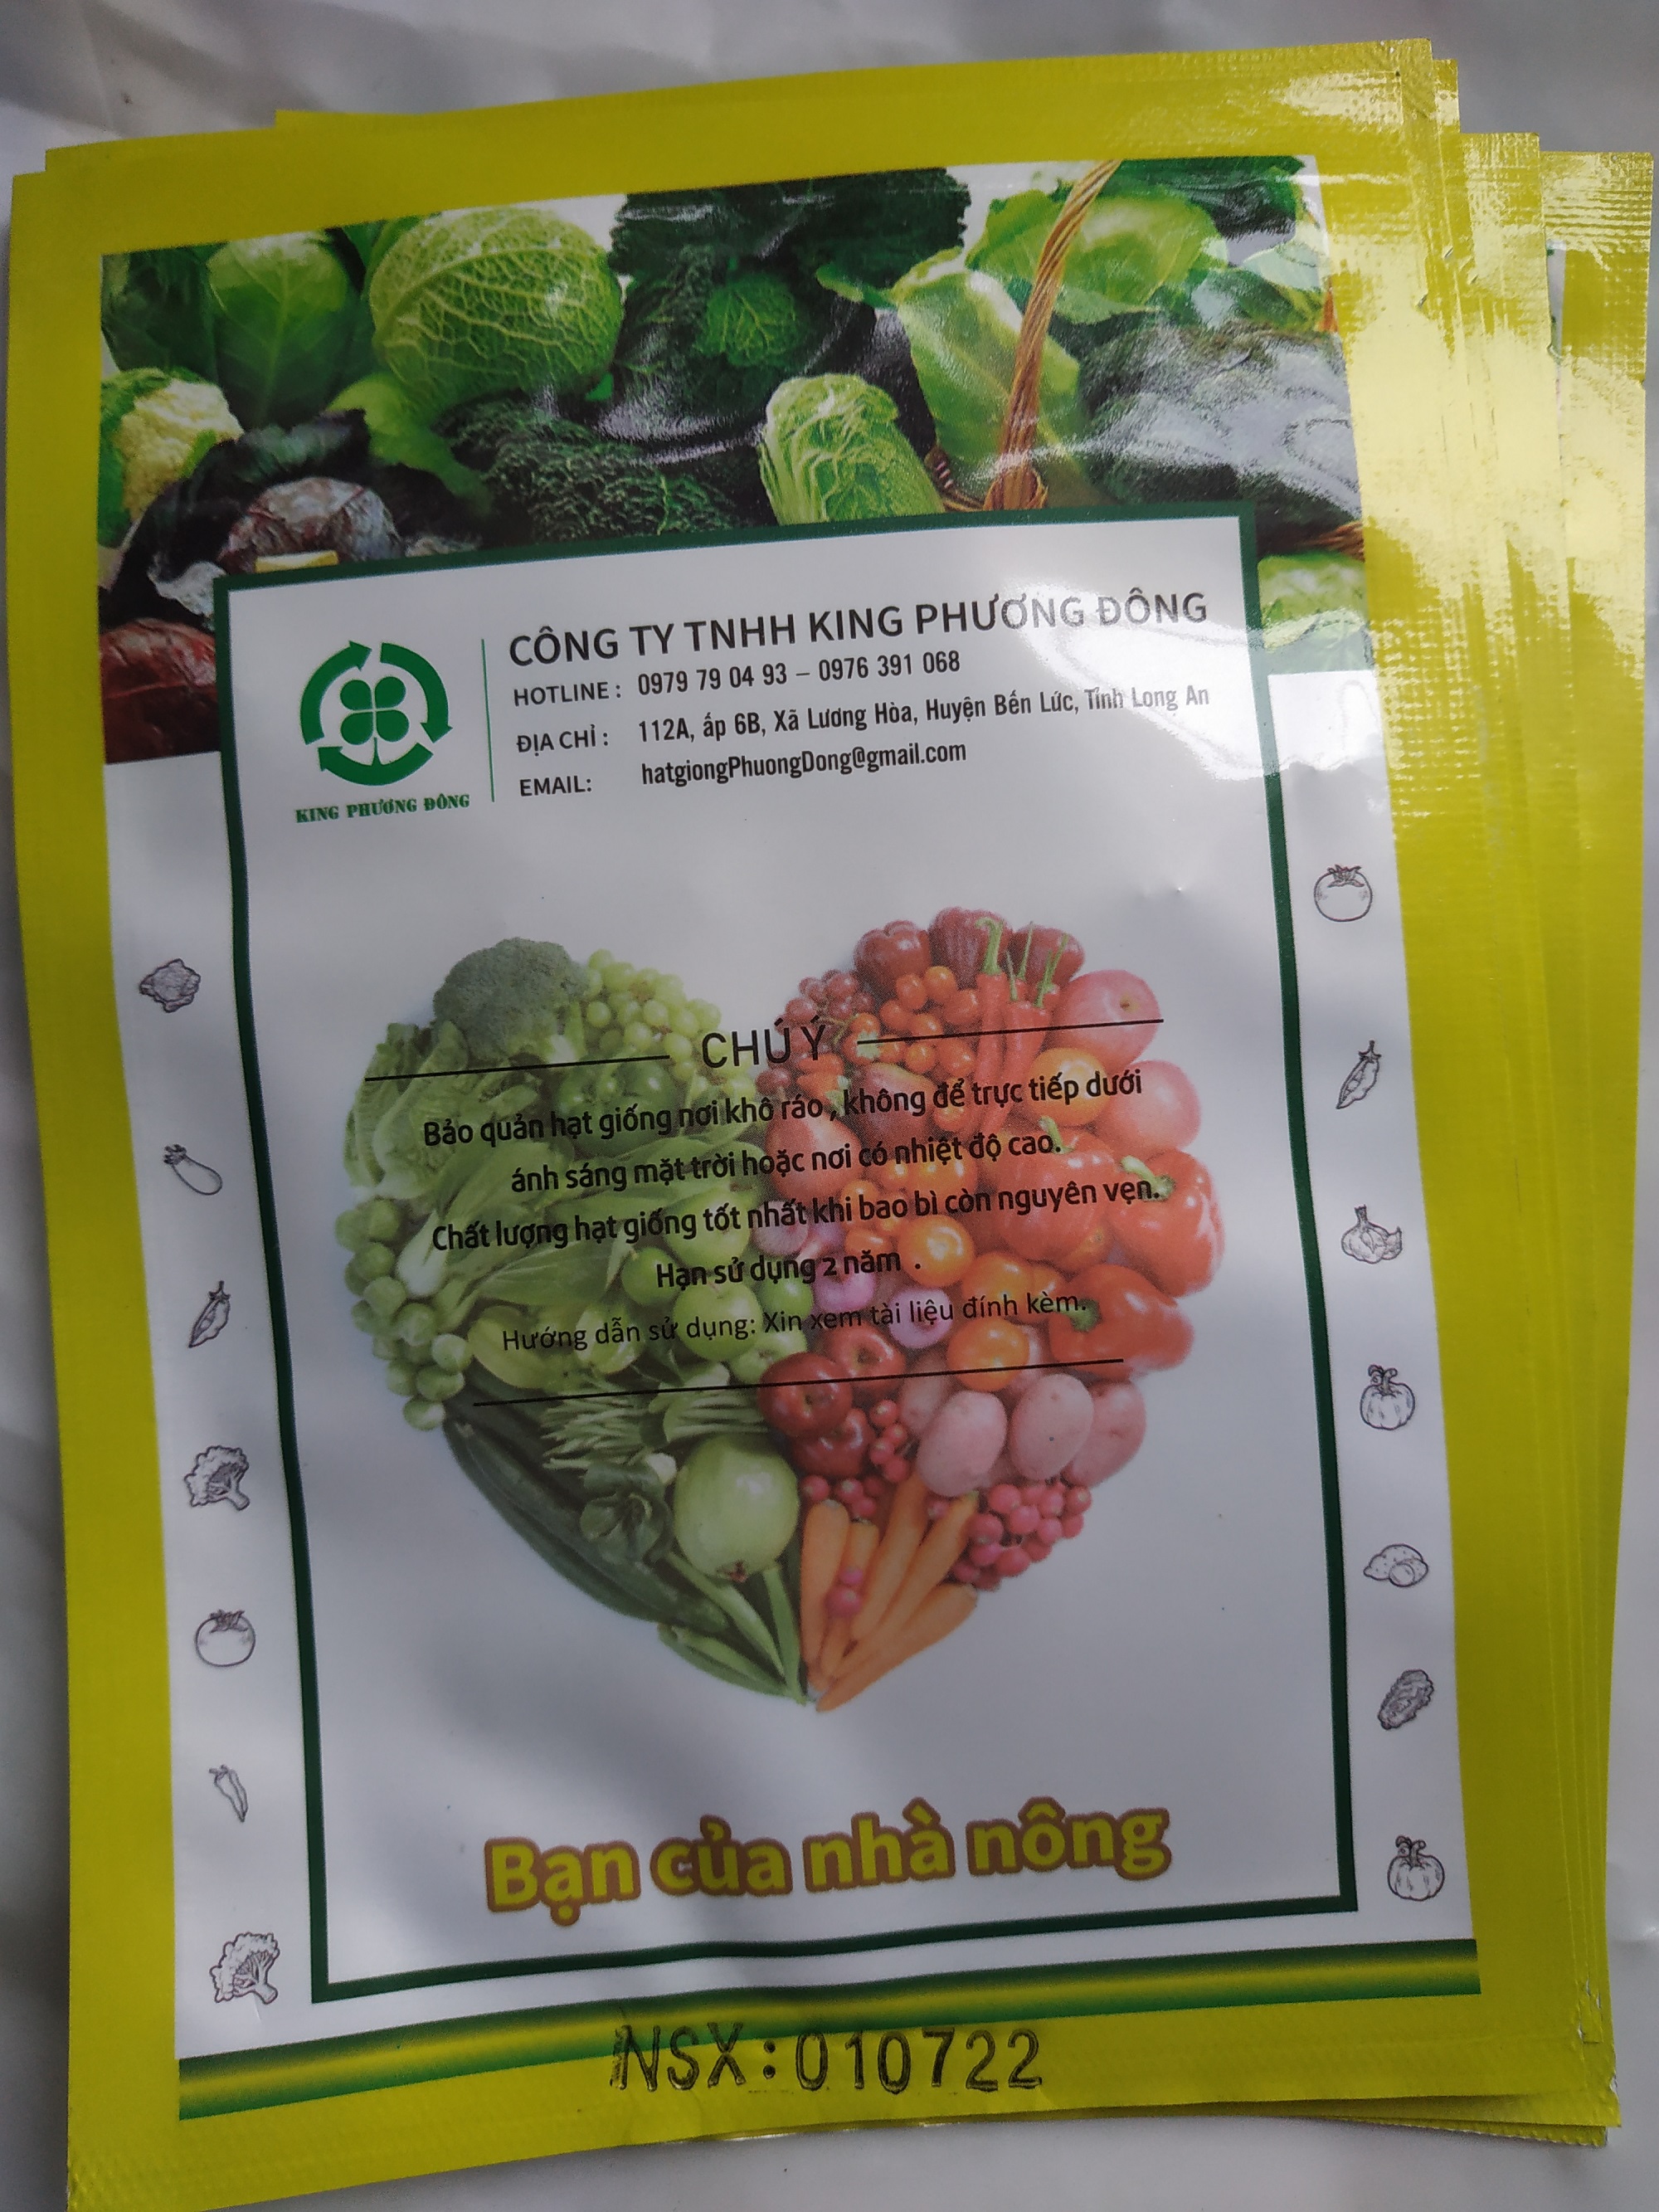 CÔNG TY TNHH KING PHƯƠNG ĐÔNG
HOTLINE : 0979 79 04 93 – 0976 391 068
ĐỊA CHỈ : 112A, ấp 6B, Xã Lương Hòa, Huyện Bến Lức, Tỉnh Long An
EMAIL: hatgiongPhuongDong@gmail.com
KING PHƯƠNG ĐÔNG
CHÚ Ý
Bảo quản hạt giống nơi khô ráo , không để trực tiếp dưới
ánh sáng mặt trời hoặc nơi có nhiệt độ cao.
Chất lượng hạt giống tốt nhất khi bao bì còn nguyên vẹn.
Hạn sử dụng 2 năm .
Hướng dẫn sử dụng: Xin xem tài liệu đính kèm.
Bạn của nhà nông
NSX:010722